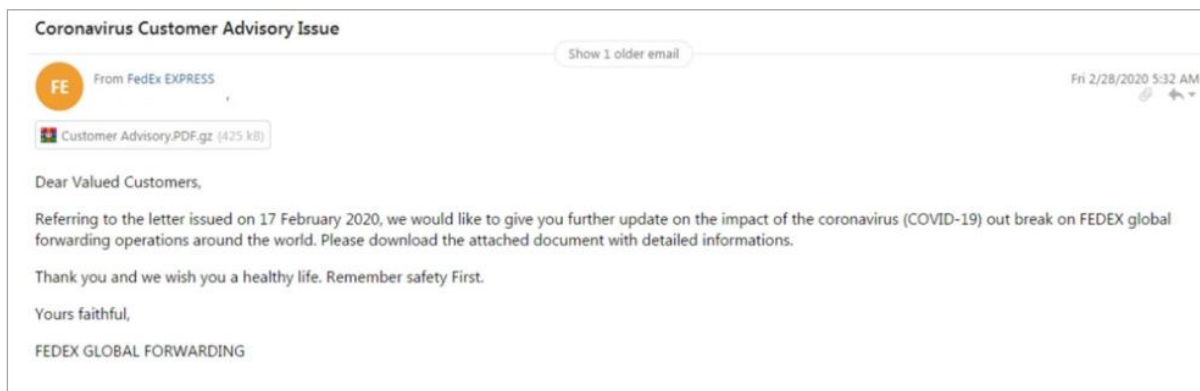 Coronavirus Customer Advisory Issue
Show 1 older email
FE
From FedEx EXPRESS
Fri 2/28/2020 5:32 AM
Customer Advisory.PDF.gz (425 kB)
Dear Valued Customers,
Referring to the letter issued on 17 February 2020, we would like to give you further update on the impact of the coronavirus (COVID-19) out break on FEDEX global
forwarding operations around the world. Please download the attached document with detailed informations.
Thank you and we wish you a healthy life. Remember safety First.
Yours faithful,
FEDEX GLOBAL FORWARDING